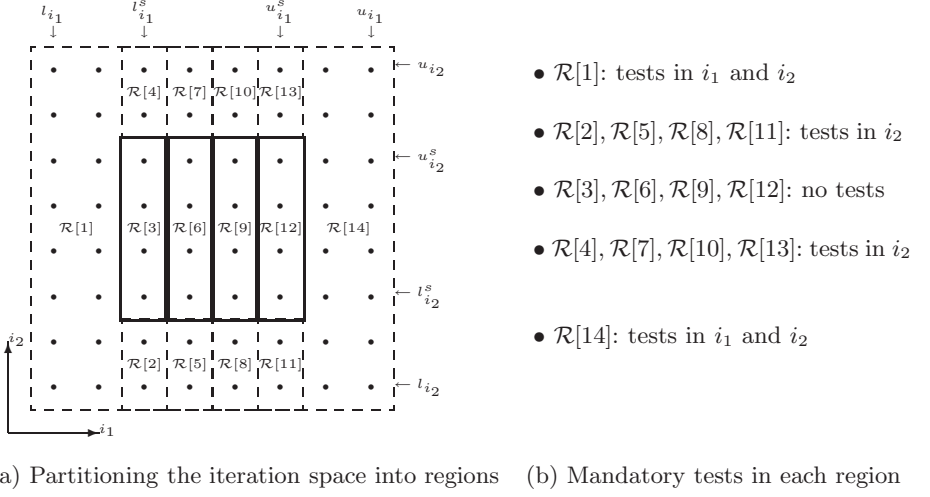 l_{i_1} l^s_{i_1} u^s_{i_1} u_{i_1}
↓ ↓ ↓ ↓
← u_{i_2}
R[4] R[7] R[10] R[13]
← u^s_{i_2}
R[1] R[3] R[6] R[9] R[12] R[14]
← l^s_{i_2}
i_2
R[2] R[5] R[8] R[11]
← l_{i_2}
i_1
a) Partitioning the iteration space into regions
• R[1]: tests in i_1 and i_2
• R[2], R[5], R[8], R[11]: tests in i_2
• R[3], R[6], R[9], R[12]: no tests
• R[4], R[7], R[10], R[13]: tests in i_2
• R[14]: tests in i_1 and i_2
(b) Mandatory tests in each region